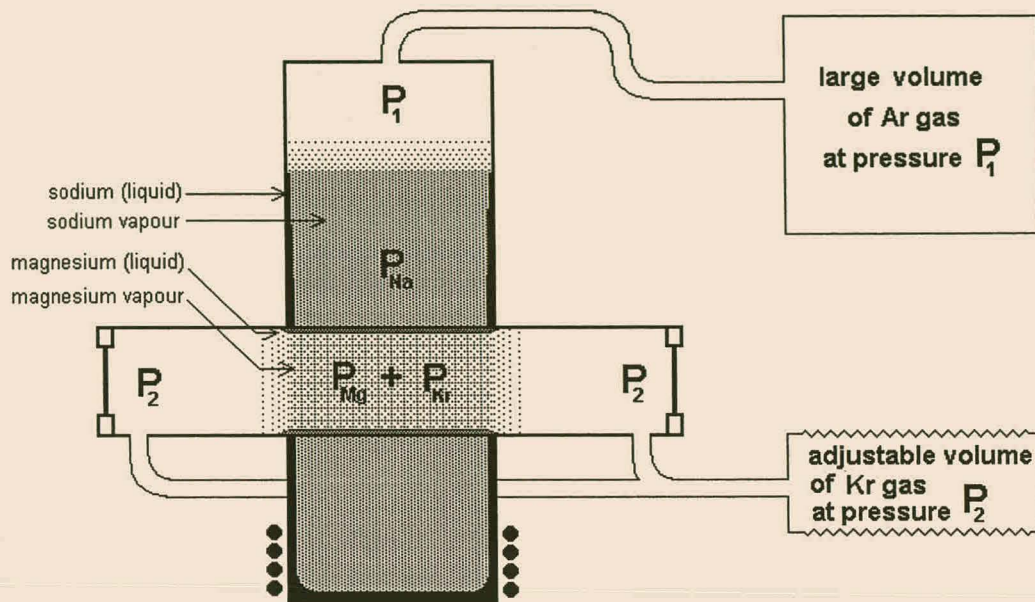 P1
large volume
of Ar gas
at pressure P1
sodium (liquid)
sodium vapour
PNa
magnesium (liquid)
magnesium vapour
P2
PMg + PKr
P2
adjustable volume
of Kr gas
at pressure P2